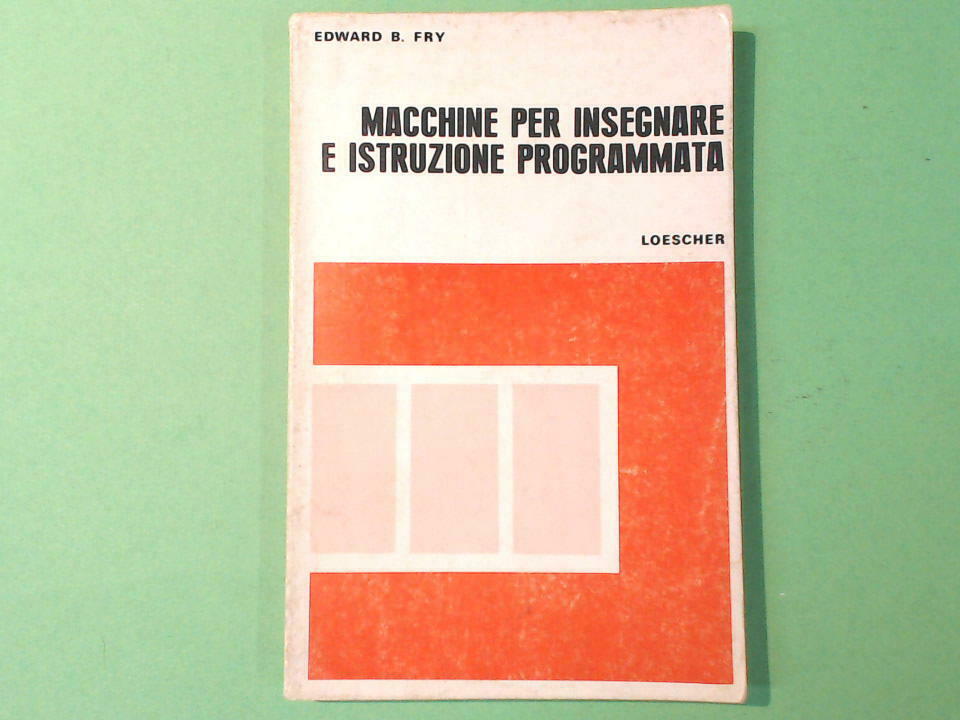 EDWARD B. FRY
MACCHINE PER INSEGNARE
E ISTRUZIONE PROGRAMMATA
LOESCHER